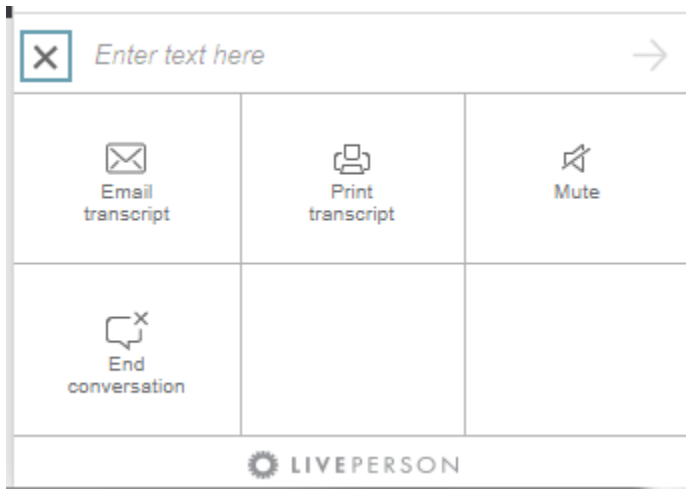 Enter text here
Email
transcript
Print
transcript
Mute
End
conversation
LIVEPERSON